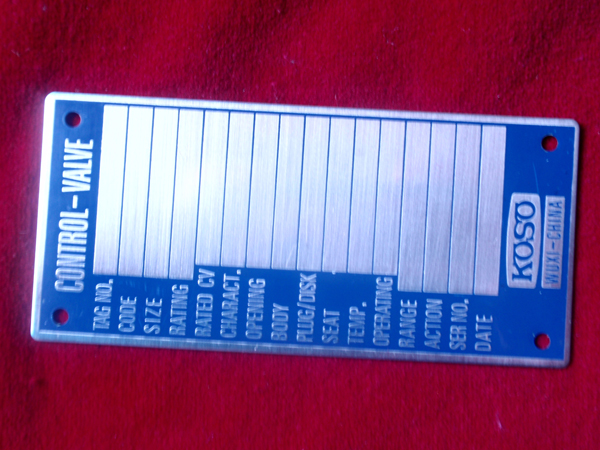 CONTROL-VALVE
TAG NO.
CODE
SIZE
RATING
RATED CV
CHARACT.
OPENING
BODY
PLUG/DISK
SEAT
TEMP.
OPERATING
RANGE
ACTION
SER NO.
DATE
KOSO
WUXI-CHINA